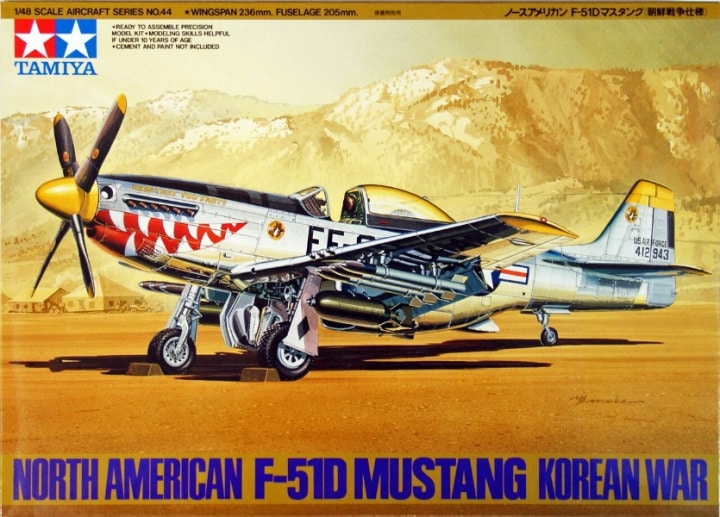 1/48 SCALE AIRCRAFT SERIES NO.44
★WINGSPAN 236mm. FUSELAGE 205mm.
ノースアメリカン F-51Dマスタング(朝鮮戦争仕様)
TAMIYA
★READY TO ASSEMBLE PRECISION
MODEL KIT★MODELING SKILLS HELPFUL
IF UNDER 10 YEARS OF AGE
★CEMENT AND PAINT NOT INCLUDED
FF
U.S. AIR FORCE
412943
NORTH AMERICAN F-51D MUSTANG KOREAN WAR